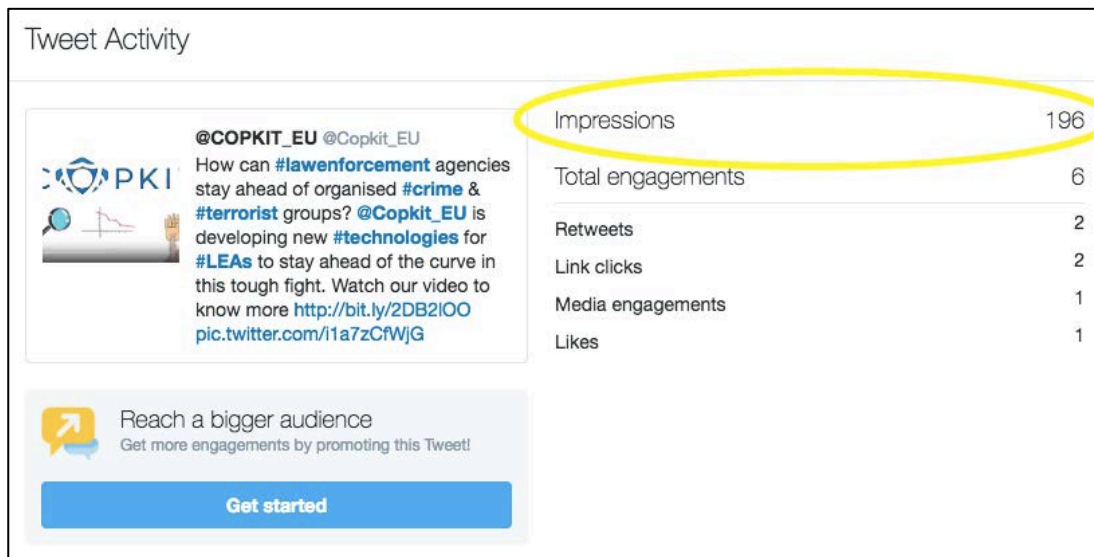 Tweet Activity
@COPKIT_EU @Copkit_EU
How can #lawenforcement agencies
stay ahead of organised #crime &
#terrorist groups? @Copkit_EU is
developing new #technologies for
#LEAs to stay ahead of the curve in
this tough fight. Watch our video to
know more http://bit.ly/2DB2lOO
pic.twitter.com/i1a7zCfWjG
PKI
Reach a bigger audience
Get more engagements by promoting this Tweet!
Get started
Impressions 196
Total engagements 6
Retweets 2
Link clicks 2
Media engagements 1
Likes 1